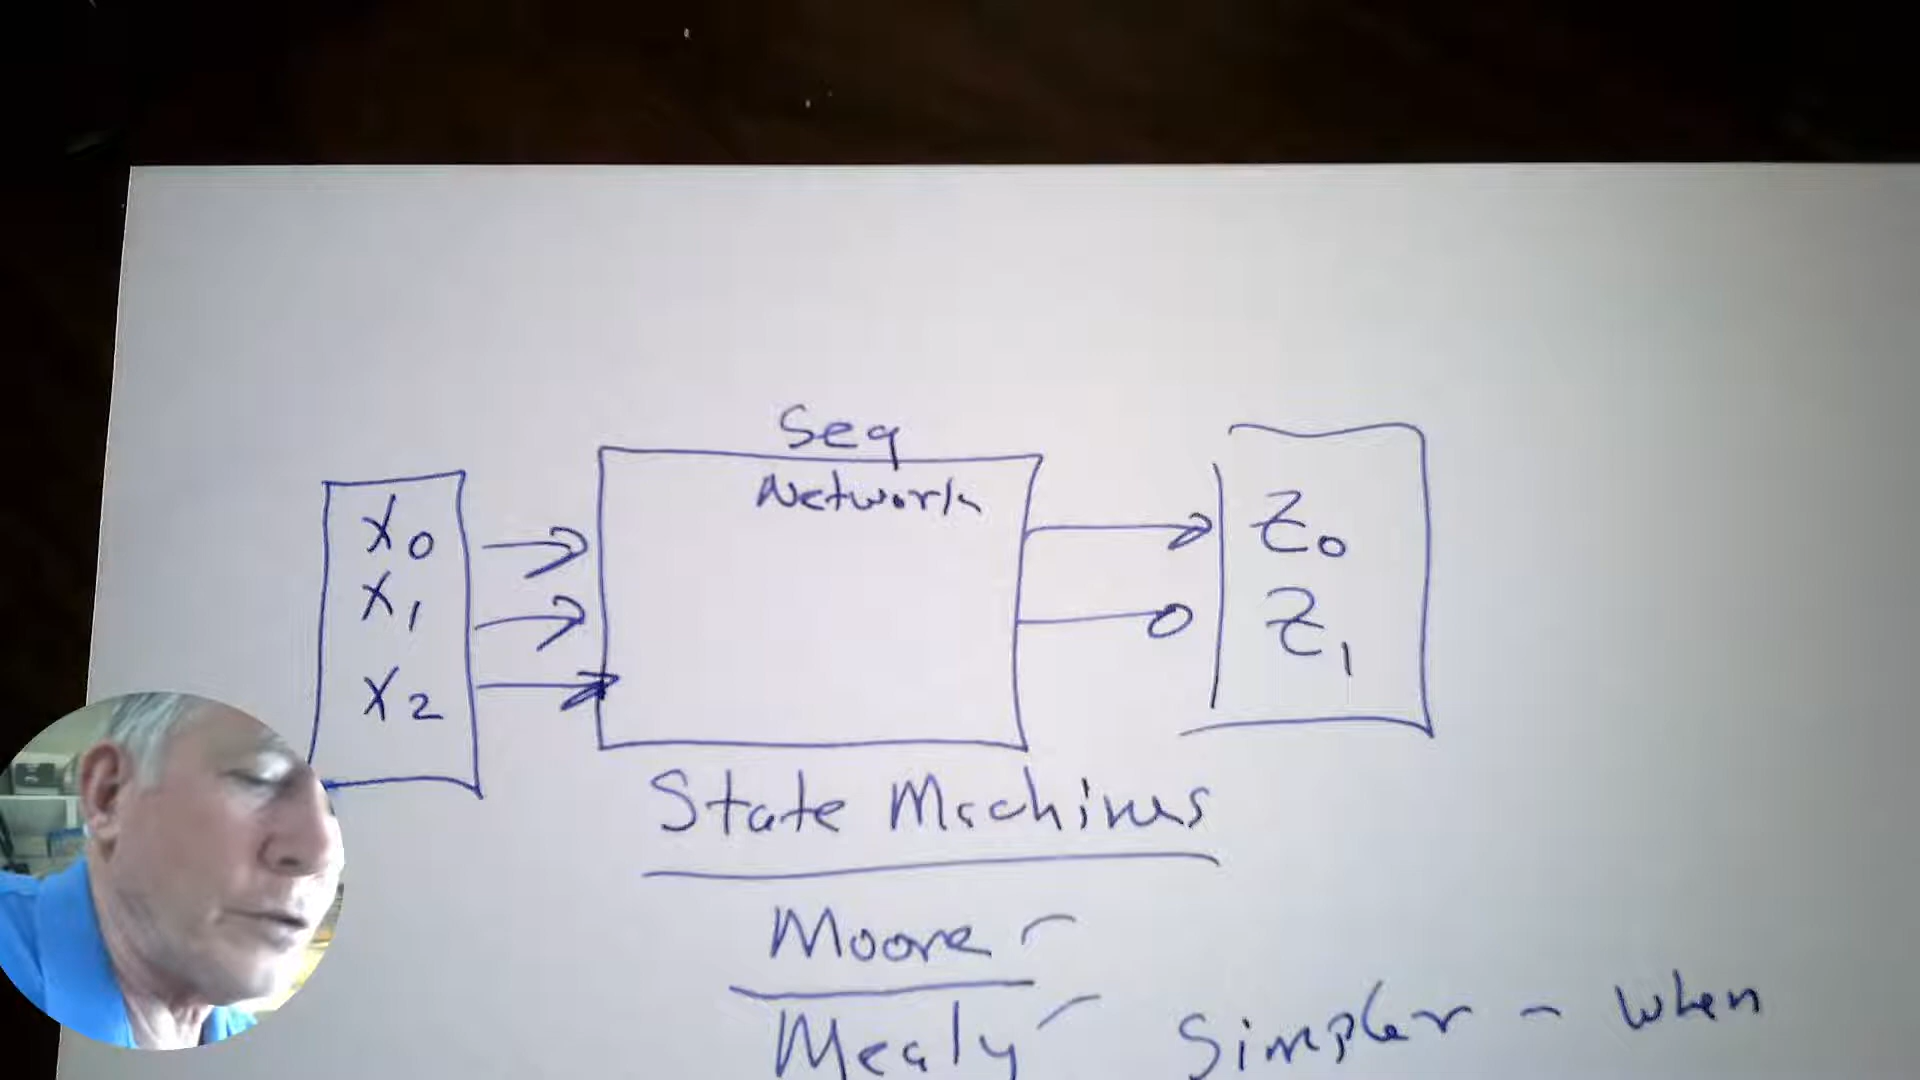 Seq
Network
X0
X1
X2
Z0
Z1
State Machines
Moore
Mealy Simpler - when